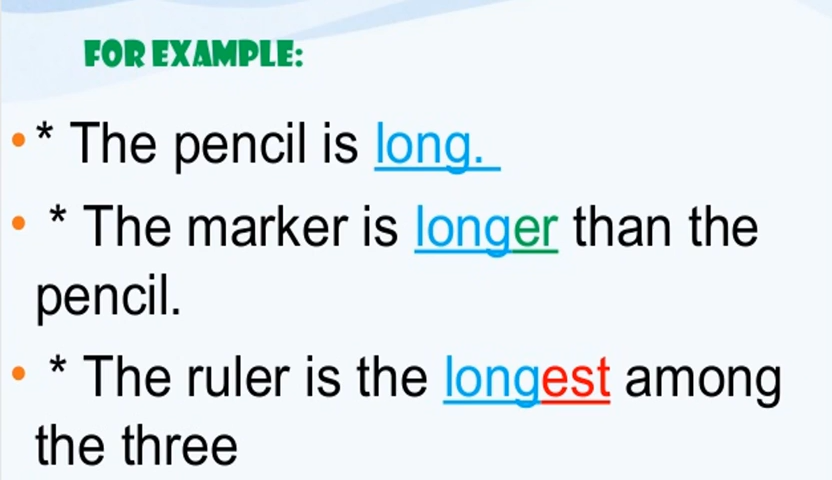 FOR EXAMPLE:
• * The pencil is long.
• * The marker is longer than the
pencil.
• * The ruler is the longest among
the three